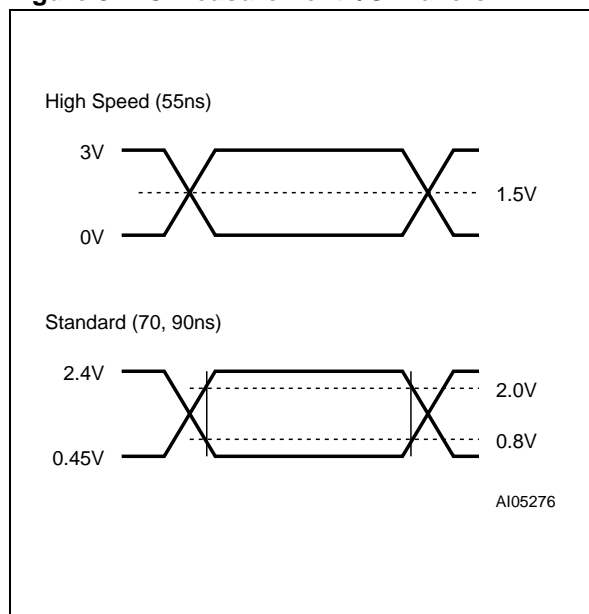 High Speed (55ns)
3V
1.5V
0V
Standard (70, 90ns)
2.4V
2.0V
0.8V
0.45V
AI05276